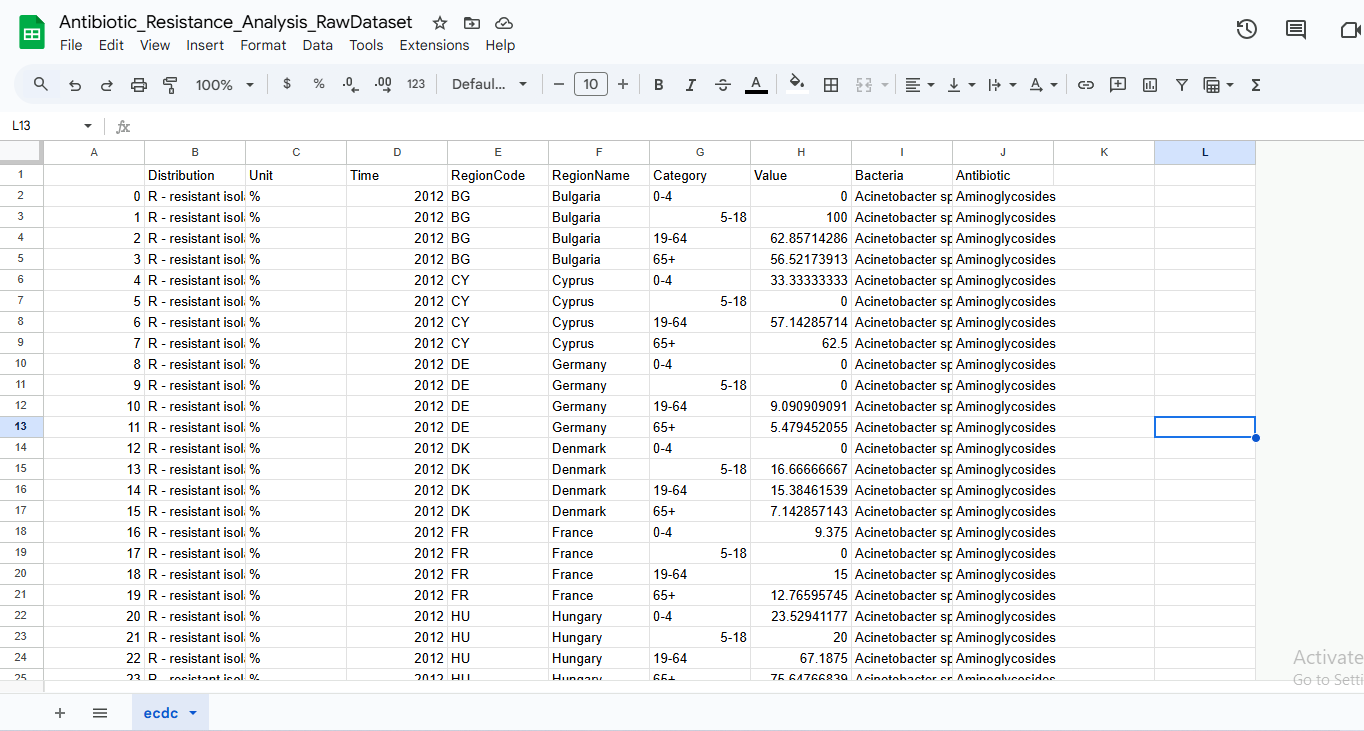 Antibiotic_Resistance_Analysis_RawDataset
File Edit View Insert Format Data Tools Extensions Help
100% $ % .0 .00 123 Defaul... − 10 + B I A A Σ
L13 fx
A B C D E F G H I J K L
1 Distribution Unit Time RegionCode RegionName Category Value Bacteria Antibiotic
2 0 R - resistant isol % 2012 BG Bulgaria 0-4 0 Acinetobacter sp Aminoglycosides
3 1 R - resistant isol % 2012 BG Bulgaria 5-18 100 Acinetobacter sp Aminoglycosides
4 2 R - resistant isol % 2012 BG Bulgaria 19-64 62.85714286 Acinetobacter sp Aminoglycosides
5 3 R - resistant isol % 2012 BG Bulgaria 65+ 56.52173913 Acinetobacter sp Aminoglycosides
6 4 R - resistant isol % 2012 CY Cyprus 0-4 33.33333333 Acinetobacter sp Aminoglycosides
7 5 R - resistant isol % 2012 CY Cyprus 5-18 0 Acinetobacter sp Aminoglycosides
8 6 R - resistant isol % 2012 CY Cyprus 19-64 57.14285714 Acinetobacter sp Aminoglycosides
9 7 R - resistant isol % 2012 CY Cyprus 65+ 62.5 Acinetobacter sp Aminoglycosides
10 8 R - resistant isol % 2012 DE Germany 0-4 0 Acinetobacter sp Aminoglycosides
11 9 R - resistant isol % 2012 DE Germany 5-18 0 Acinetobacter sp Aminoglycosides
12 10 R - resistant isol % 2012 DE Germany 19-64 9.090909091 Acinetobacter sp Aminoglycosides
13 11 R - resistant isol % 2012 DE Germany 65+ 5.479452055 Acinetobacter sp Aminoglycosides
14 12 R - resistant isol % 2012 DK Denmark 0-4 0 Acinetobacter sp Aminoglycosides
15 13 R - resistant isol % 2012 DK Denmark 5-18 16.66666667 Acinetobacter sp Aminoglycosides
16 14 R - resistant isol % 2012 DK Denmark 19-64 15.38461539 Acinetobacter sp Aminoglycosides
17 15 R - resistant isol % 2012 DK Denmark 65+ 7.142857143 Acinetobacter sp Aminoglycosides
18 16 R - resistant isol % 2012 FR France 0-4 9.375 Acinetobacter sp Aminoglycosides
19 17 R - resistant isol % 2012 FR France 5-18 0 Acinetobacter sp Aminoglycosides
20 18 R - resistant isol % 2012 FR France 19-64 15 Acinetobacter sp Aminoglycosides
21 19 R - resistant isol % 2012 FR France 65+ 12.76595745 Acinetobacter sp Aminoglycosides
22 20 R - resistant isol % 2012 HU Hungary 0-4 23.52941177 Acinetobacter sp Aminoglycosides
23 21 R - resistant isol % 2012 HU Hungary 5-18 20 Acinetobacter sp Aminoglycosides
24 22 R - resistant isol % 2012 HU Hungary 19-64 67.1875 Acinetobacter sp Aminoglycosides
25 23 R - resistant isol % 2012 HU Hungary 65+ 75.64766839 Acinetobacter sp Aminoglycosides
Activate
Go to Setti
+ ecdc